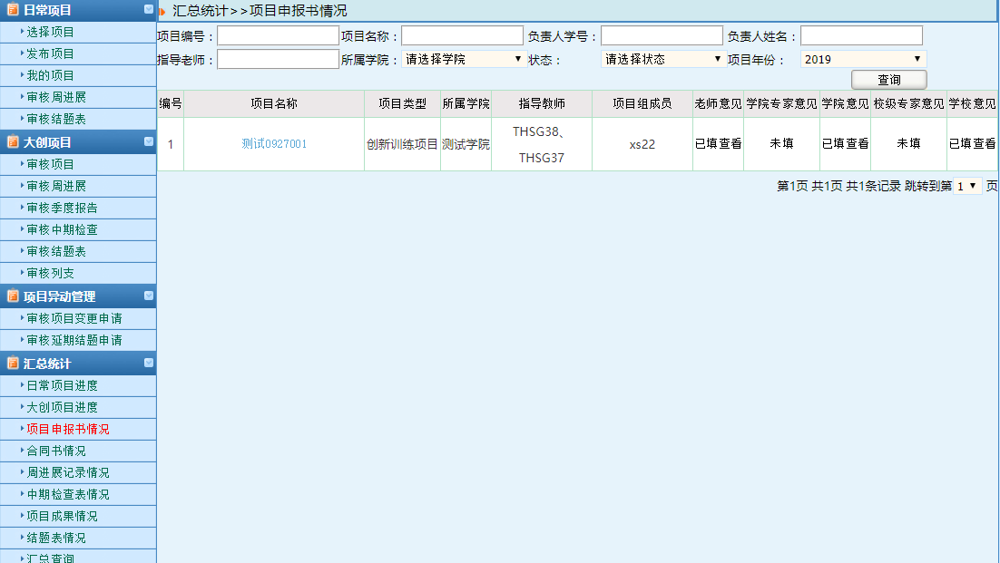 日常项目
选择项目
发布项目
我的项目
审核周进展
审核结题表
大创项目
审核项目
审核周进展
审核季度报告
审核中期检查
审核结题表
审核列支
项目异动管理
审核项目变更申请
审核延期结题申请
汇总统计
日常项目进度
大创项目进度
项目申报书情况
合同书情况
周进展记录情况
中期检查表情况
项目成果情况
结题表情况
汇总查询
汇总统计>>项目申报书情况
项目编号： 项目名称： 负责人学号： 负责人姓名：
指导老师： 所属学院： 请选择学院 状态： 请选择状态 项目年份： 2019
查询
编号 项目名称 项目类型 所属学院 指导教师 项目组成员 老师意见 学院专家意见 学院意见 校级专家意见 学校意见
1 测试0927001 创新训练项目 测试学院 THSG38、 xs22 已填查看 未填 已填查看 未填 已填查看
THSG37
第1页 共1页 共1条记录 跳转到第 1 页